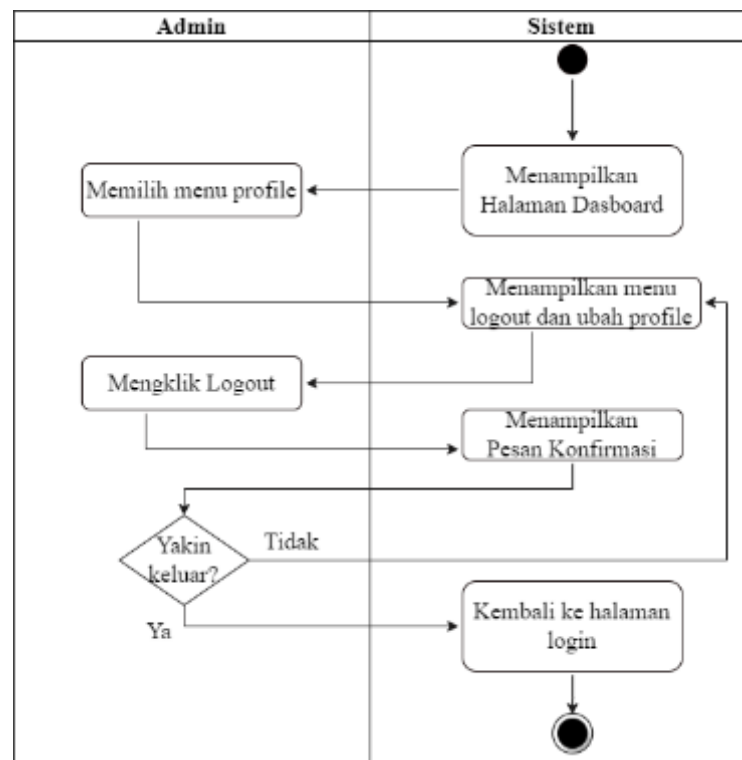 Admin
Sistem
Menampilkan
Halaman Dasboard
Memilih menu profile
Menampilkan menu
logout dan ubah profile
Mengklik Logout
Menampilkan
Pesan Konfirmasi
Yakin
keluar?
Tidak
Ya
Kembali ke halaman
login